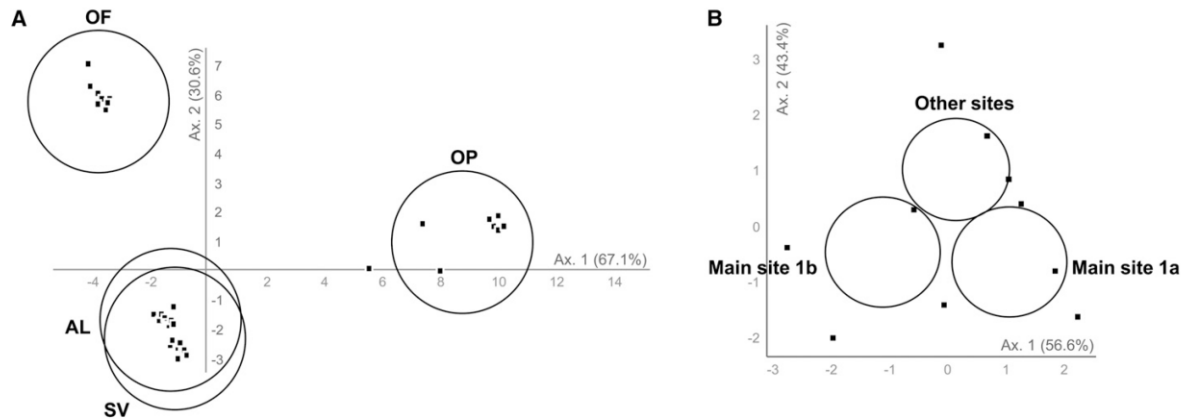 A
OF
Ax. 2 (30.6%)
7
6
5
4
3
2
1
OP
Ax. 1 (67.1%)
-4 -2 2 4 6 8 10 12 14
-1
-2
-3
AL
SV
B
Ax. 2 (43.4%)
3
2
1
0
-1
-2
Other sites
Main site 1b
Main site 1a
Ax. 1 (56.6%)
-3 -2 -1 0 1 2